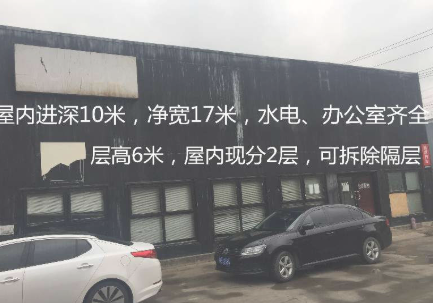 屋内进深10米，净宽17米，水电、办公室齐全
层高6米，屋内现分2层，可拆除隔层